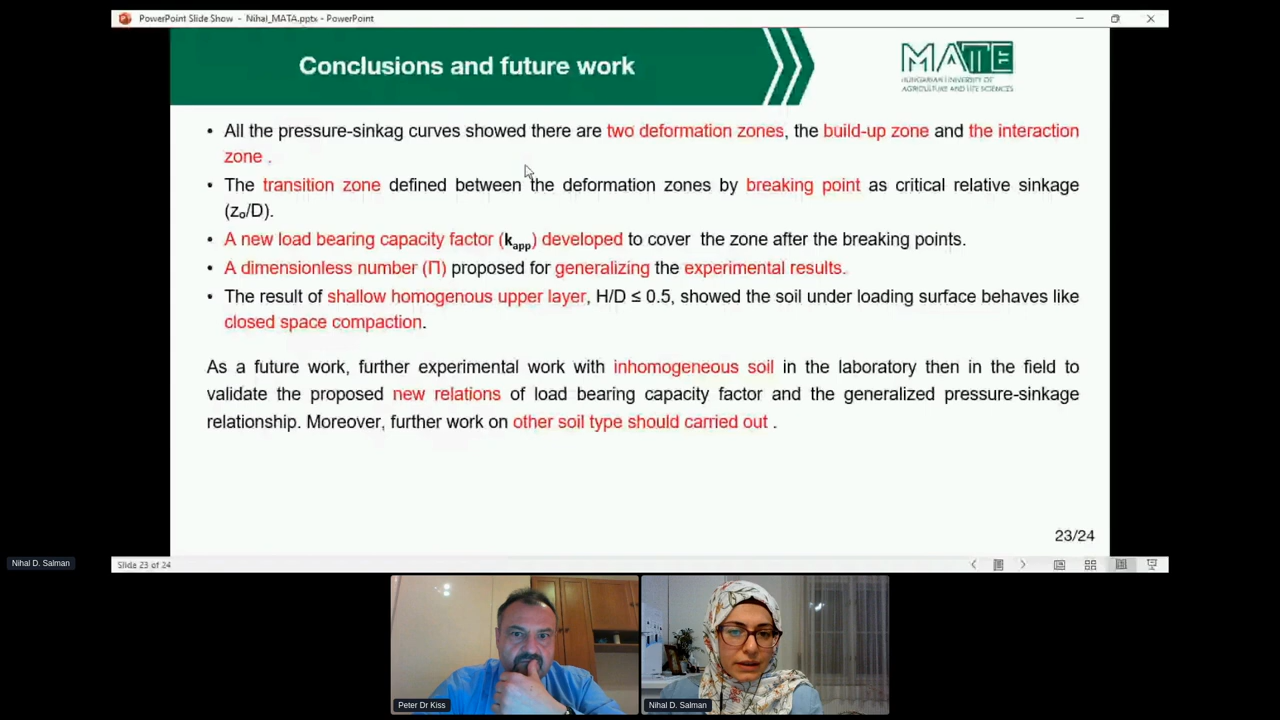 PowerPoint Slide Show - Nihal_MATA.pptx - PowerPoint
Conclusions and future work
MATE
HUNGARIAN UNIVERSITY OF
AGRICULTURE AND LIFE SCIENCES
• All the pressure-sinkag curves showed there are two deformation zones, the build-up zone and the interaction
zone .
• The transition zone defined between the deformation zones by breaking point as critical relative sinkage
(z₀/D).
• A new load bearing capacity factor (kapp) developed to cover the zone after the breaking points.
• A dimensionless number (Π) proposed for generalizing the experimental results.
• The result of shallow homogenous upper layer, H/D ≤ 0.5, showed the soil under loading surface behaves like
closed space compaction.
As a future work, further experimental work with inhomogeneous soil in the laboratory then in the field to
validate the proposed new relations of load bearing capacity factor and the generalized pressure-sinkage
relationship. Moreover, further work on other soil type should carried out .
23/24
Nihal D. Salman
Slide 23 of 24
Peter Dr Kiss
Nihal D. Salman